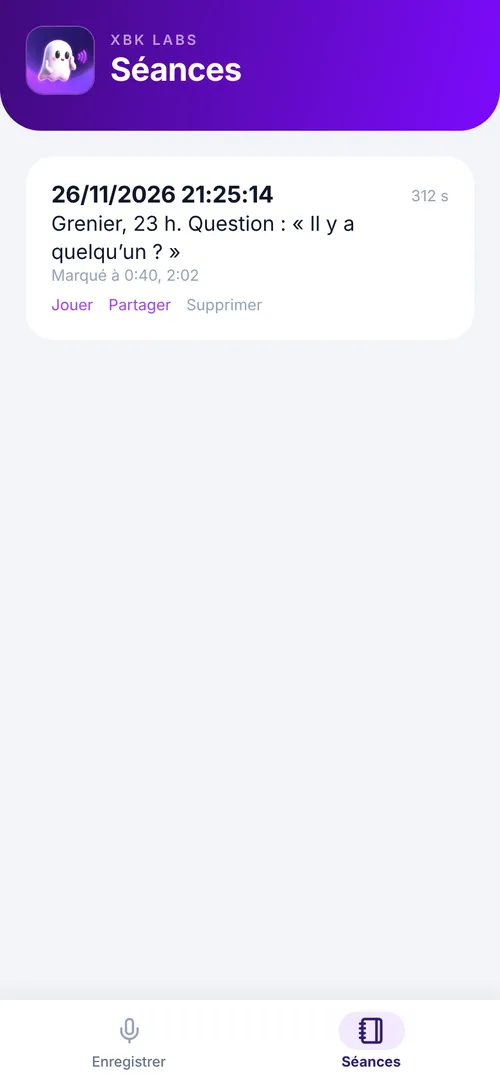 XBK LABS
Séances
26/11/2026 21:25:14
312 s
Grenier, 23 h. Question : « Il y a
quelqu’un ? »
Marqué à 0:40, 2:02
Jouer Partager Supprimer
Enregistrer
Séances